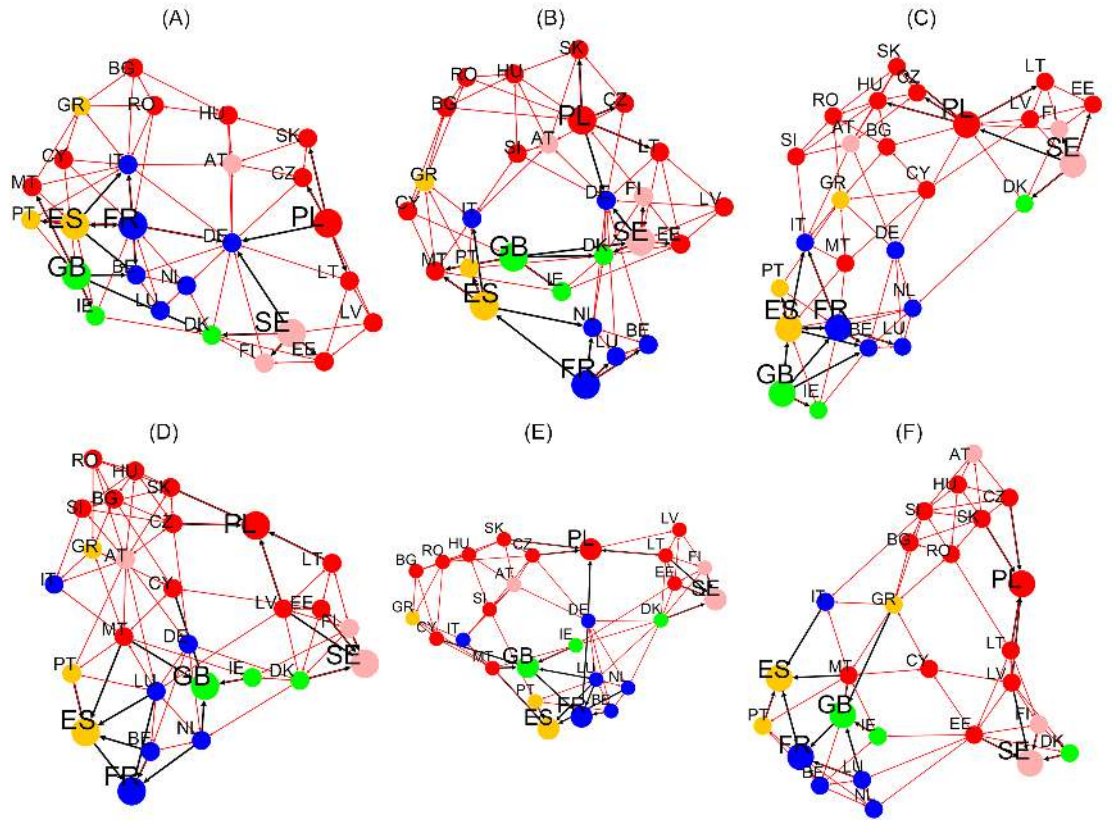 (A)
BG
GR
RO
HU
SK
CY
IT
AT
CZ
MT
PT
ES
FR
DE
PL
GB
BE
NL
LT
IE
LU
DK
SE
LV
FI
EE
(B)
SK
RO
HU
BG
PL
CZ
AT
SI
LT
GR
DE
FI
CY
IT
LV
SE
GB
DK
EE
MT
PT
IE
ES
NL
LU
BE
FR
(C)
SK
LT
HU
CZ
EE
RO
PL
LV
FI
AT
BG
SE
SI
CY
DK
GR
IT
MT
DE
PT
ES
FR
NL
BE
LU
GB
IE
(D)
RO
HU
SK
BG
SI
CZ
PL
GR
AT
LT
IT
CY
LV
EE
FI
MT
DE
SE
PT
LU
GB
IE
DK
ES
NL
BE
FR
(E)
LV
SK
HU
RO
CZ
PL
LT
BG
FI
AT
EE
SE
SI
GR
DE
DK
CY
IT
IE
MT
GB
LU
NL
PT
ES
FR
BE
(F)
AT
HU
CZ
SI
SK
BG
RO
PL
IT
GR
LT
ES
MT
CY
LV
PT
GB
IE
EE
FI
FR
SE
DK
BE
LU
NL